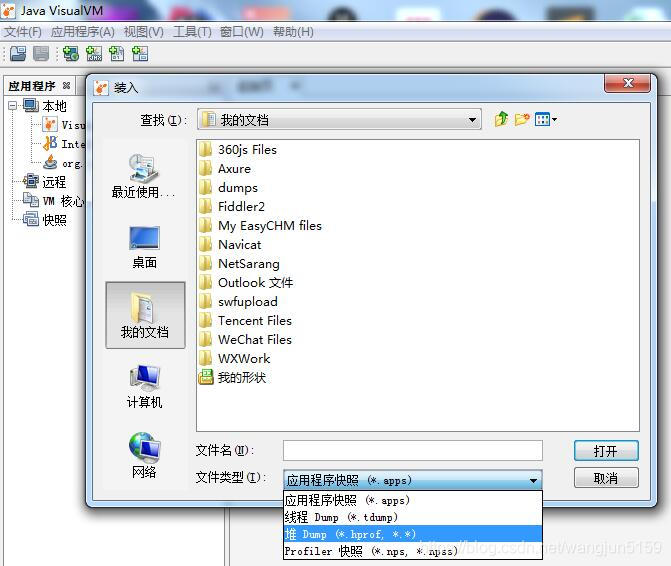 Java VisualVM
文件(F) 应用程序(A) 视图(V) 工具(T) 窗口(W) 帮助(H)
应用程序
本地
Visu
Inte
org.
远程
VM 核心
快照
装入
查找(I):
我的文档
最近使用...
桌面
我的文档
计算机
网络
360js Files
Axure
dumps
Fiddler2
My EasyCHM files
Navicat
NetSarang
Outlook 文件
swfupload
Tencent Files
WeChat Files
WXWork
我的形状
文件名(N):
打开
文件类型(T): 应用程序快照 (*.apps)
取消
应用程序快照 (*.apps)
线程 Dump (*.tdump)
堆 Dump (*.hprof, *.*)
Profiler 快照 (*.nps, *.npss)
https://blog.csdn.net/wangjun5159